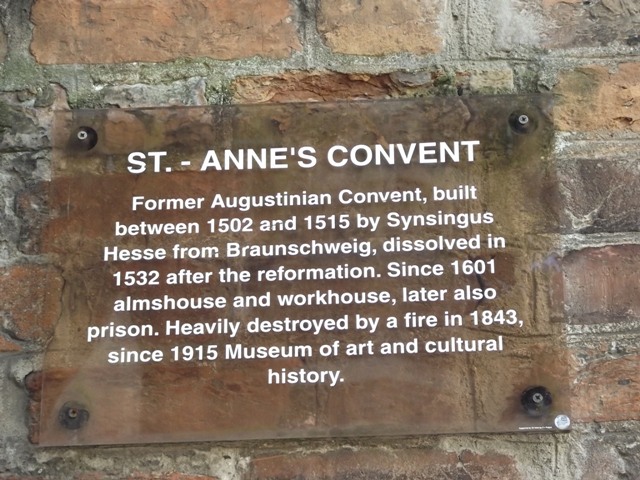 ST. - ANNE'S CONVENT
Former Augustinian Convent, built
between 1502 and 1515 by Synsingus
Hesse from Braunschweig, dissolved in
1532 after the reformation. Since 1601
almshouse and workhouse, later also
prison. Heavily destroyed by a fire in 1843,
since 1915 Museum of art and cultural
history.